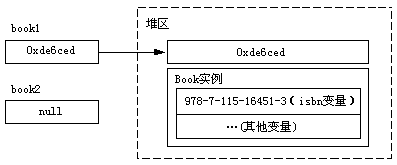 book1
0xde6ced
book2
null
堆区
0xde6ced
Book实例
978-7-115-16451-3(isbn变量)
…(其他变量)